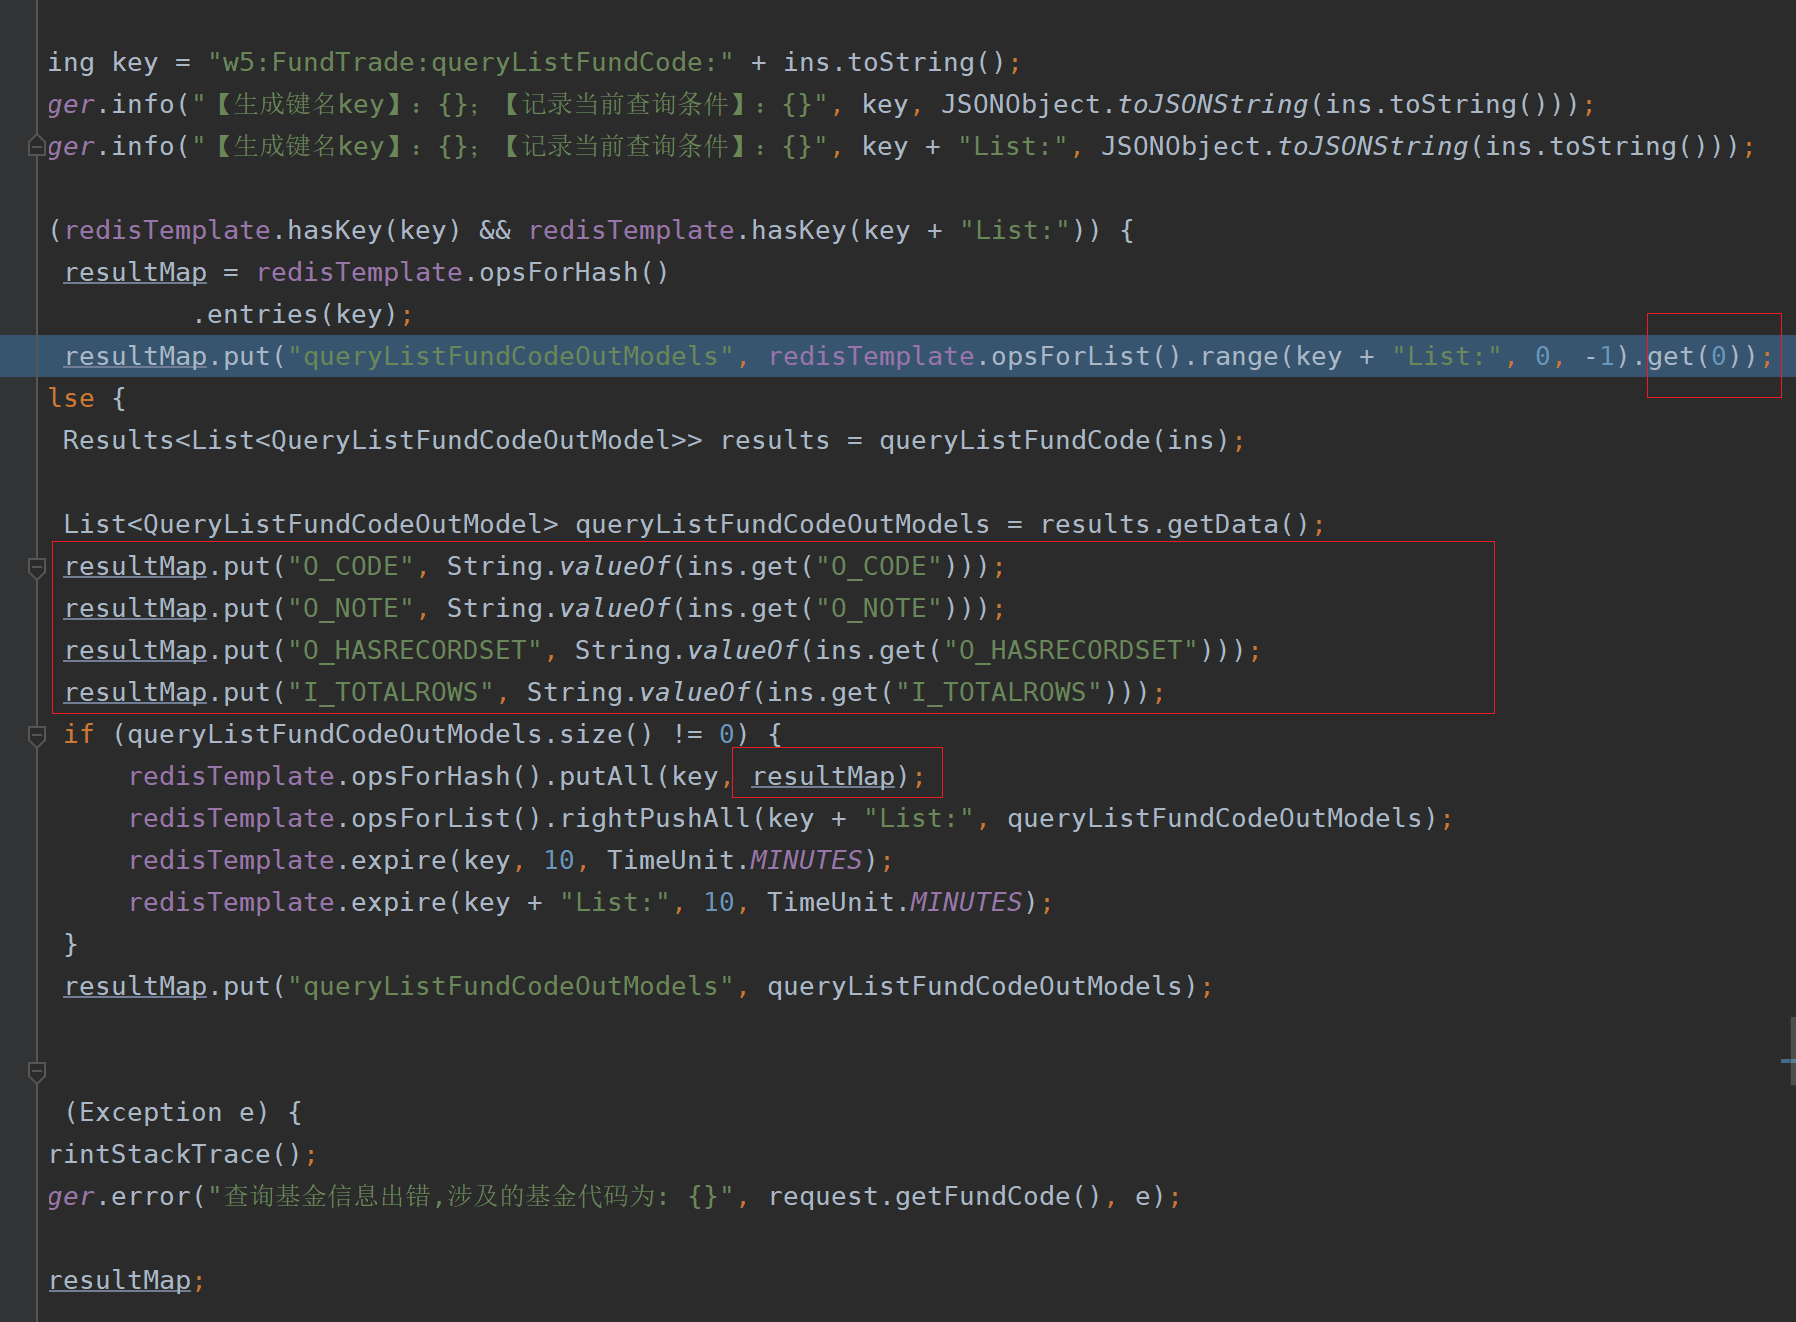 ing key = "w5:FundTrade:queryListFundCode:" + ins.toString();
ger.info("【生成键名key】：{}；【记录当前查询条件】：{}", key, JSONObject.toJSONString(ins.toString()));
ger.info("【生成键名key】：{}；【记录当前查询条件】：{}", key + "List:", JSONObject.toJSONString(ins.toString()));
(redisTemplate.hasKey(key) && redisTemplate.hasKey(key + "List:")) {
resultMap = redisTemplate.opsForHash()
.entries(key);
resultMap.put("queryListFundCodeOutModels", redisTemplate.opsForList().range(key + "List:", 0, -1).get(0));
lse {
Results<List<QueryListFundCodeOutModel>> results = queryListFundCode(ins);
List<QueryListFundCodeOutModel> queryListFundCodeOutModels = results.getData();
resultMap.put("O_CODE", String.valueOf(ins.get("O_CODE")));
resultMap.put("O_NOTE", String.valueOf(ins.get("O_NOTE")));
resultMap.put("O_HASRECORDSET", String.valueOf(ins.get("O_HASRECORDSET")));
resultMap.put("I_TOTALROWS", String.valueOf(ins.get("I_TOTALROWS")));
if (queryListFundCodeOutModels.size() != 0) {
redisTemplate.opsForHash().putAll(key, resultMap);
redisTemplate.opsForList().rightPushAll(key + "List:", queryListFundCodeOutModels);
redisTemplate.expire(key, 10, TimeUnit.MINUTES);
redisTemplate.expire(key + "List:", 10, TimeUnit.MINUTES);
}
resultMap.put("queryListFundCodeOutModels", queryListFundCodeOutModels);
(Exception e) {
rintStackTrace();
ger.error("查询基金信息出错,涉及的基金代码为: {}", request.getFundCode(), e);
resultMap;